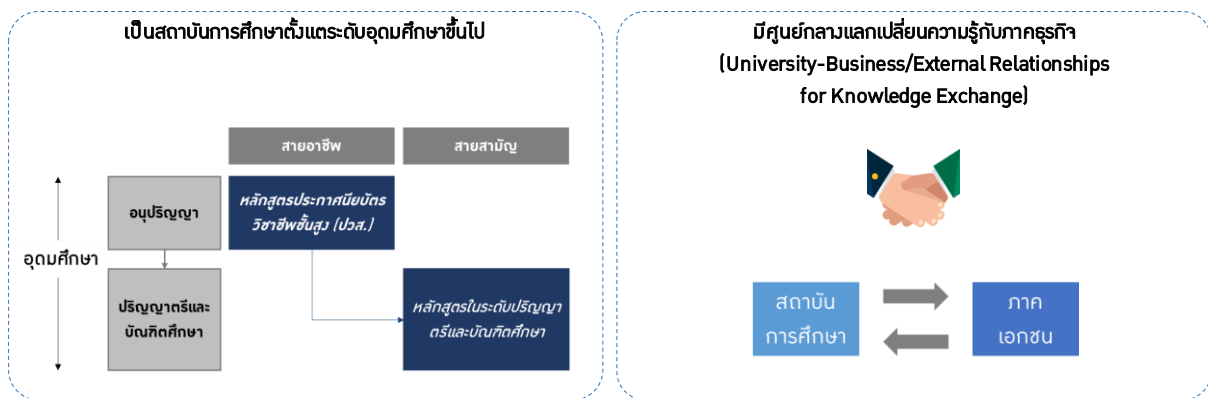 เป็นสถาบันการศึกษาตั้งแต่ระดับอุดมศึกษาขึ้นไป
สายอาชีพ
สายสามัญ
อุดมศึกษา
อนุปริญญา
หลักสูตรประกาศนียบัตร
วิชาชีพชั้นสูง (ปวส.)
ปริญญาตรีและ
บัณฑิตศึกษา
หลักสูตรในระดับปริญญา
ตรีและบัณฑิตศึกษา
มีศูนย์กลางแลกเปลี่ยนความรู้กับภาคธุรกิจ
(University-Business/External Relationships
for Knowledge Exchange)
สถาบัน
การศึกษา
ภาค
เอกชน